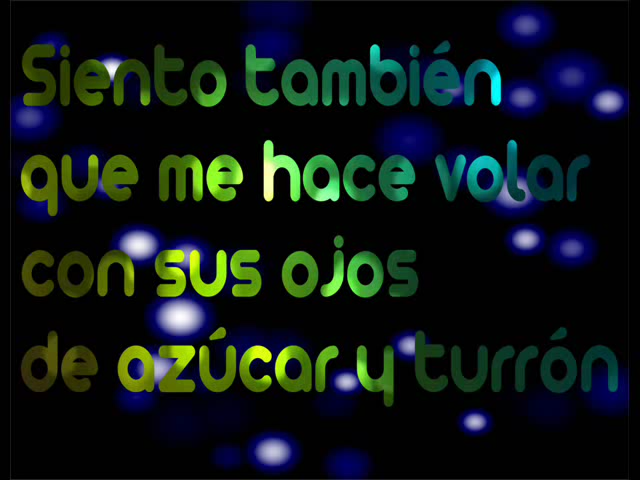 Siento también
que me hace volar
con sus ojos
de azúcar y turrón